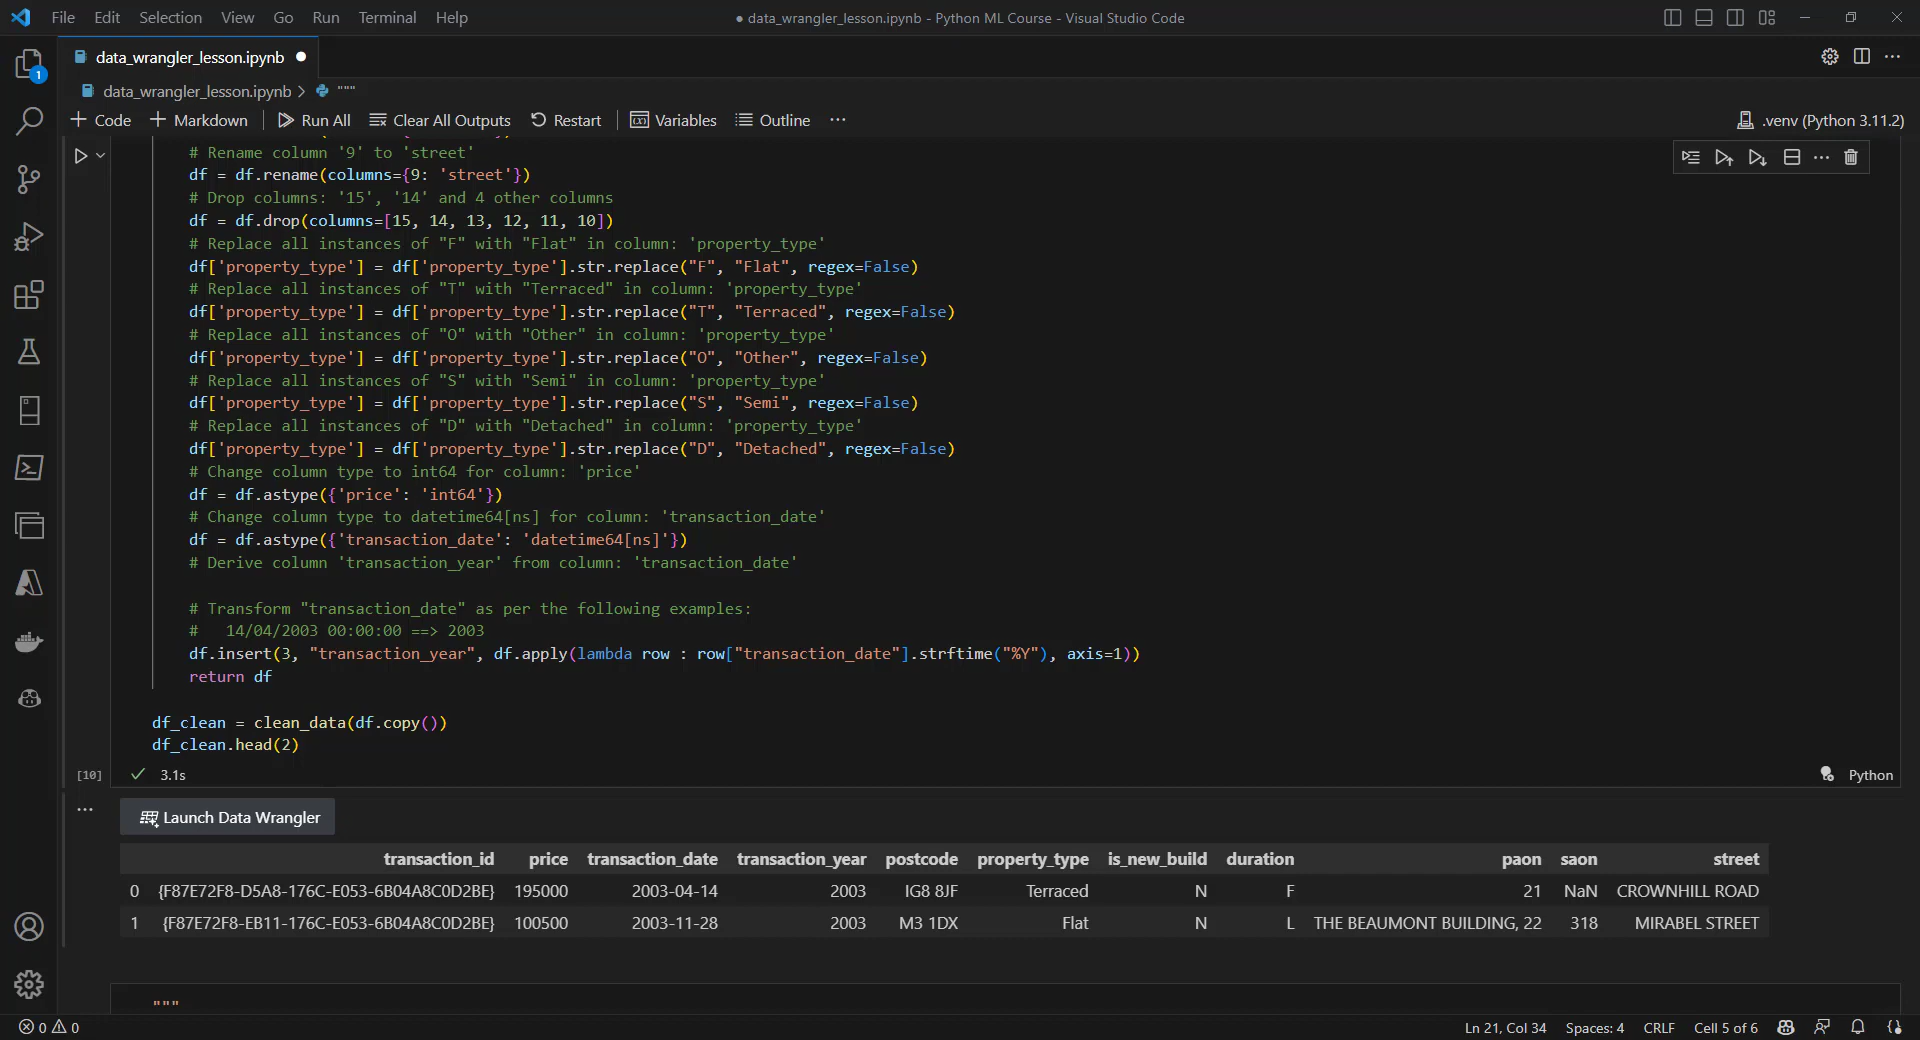 File Edit Selection View Go Run Terminal Help
● data_wrangler_lesson.ipynb - Python ML Course - Visual Studio Code
1
data_wrangler_lesson.ipynb ●
data_wrangler_lesson.ipynb > """
+ Code + Markdown Run All Clear All Outputs Restart Variables Outline ...
.venv (Python 3.11.2)
# Rename column '9' to 'street'
df = df.rename(columns={9: 'street'})
# Drop columns: '15', '14' and 4 other columns
df = df.drop(columns=[15, 14, 13, 12, 11, 10])
# Replace all instances of "F" with "Flat" in column: 'property_type'
df['property_type'] = df['property_type'].str.replace("F", "Flat", regex=False)
# Replace all instances of "T" with "Terraced" in column: 'property_type'
df['property_type'] = df['property_type'].str.replace("T", "Terraced", regex=False)
# Replace all instances of "O" with "Other" in column: 'property_type'
df['property_type'] = df['property_type'].str.replace("O", "Other", regex=False)
# Replace all instances of "S" with "Semi" in column: 'property_type'
df['property_type'] = df['property_type'].str.replace("S", "Semi", regex=False)
# Replace all instances of "D" with "Detached" in column: 'property_type'
df['property_type'] = df['property_type'].str.replace("D", "Detached", regex=False)
# Change column type to int64 for column: 'price'
df = df.astype({'price': 'int64'})
# Change column type to datetime64[ns] for column: 'transaction_date'
df = df.astype({'transaction_date': 'datetime64[ns]'})
# Derive column 'transaction_year' from column: 'transaction_date'
# Transform "transaction_date" as per the following examples:
#   14/04/2003 00:00:00 ==> 2003
df.insert(3, "transaction_year", df.apply(lambda row : row["transaction_date"].strftime("%Y"), axis=1))
return df
df_clean = clean_data(df.copy())
df_clean.head(2)
[10] ✓ 3.1s
Python
... Launch Data Wrangler
transaction_id price transaction_date transaction_year postcode property_type is_new_build duration paon saon street
0 {F87E72F8-D5A8-176C-E053-6B04A8C0D2BE} 195000 2003-04-14 2003 IG8 8JF Terraced N F 21 NaN CROWNHILL ROAD
1 {F87E72F8-EB11-176C-E053-6B04A8C0D2BE} 100500 2003-11-28 2003 M3 1DX Flat N L THE BEAUMONT BUILDING, 22 318 MIRABEL STREET
"""
0 0
Ln 21, Col 34 Spaces: 4 CRLF Cell 5 of 6